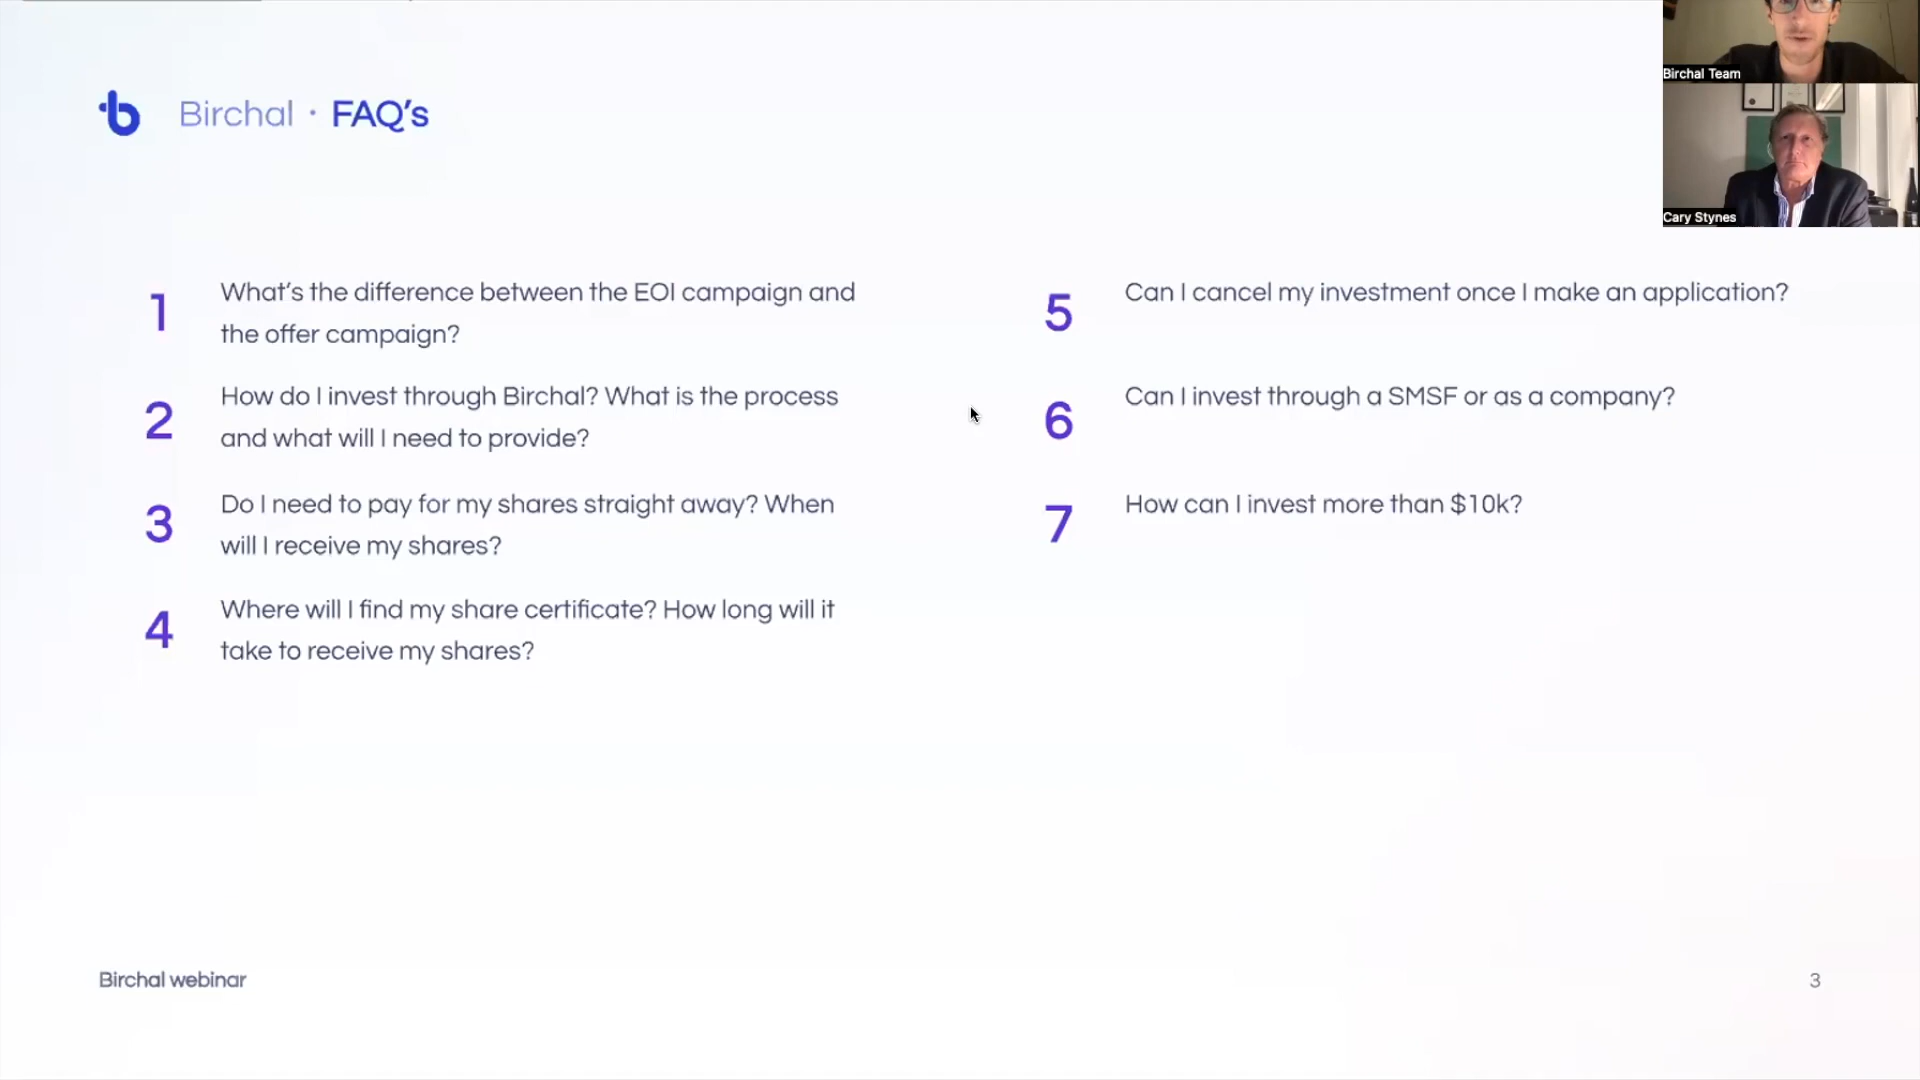 Birchal · FAQ's
Birchal Team
Cary Stynes
1
What's the difference between the EOI campaign and
the offer campaign?
2
How do I invest through Birchal? What is the process
and what will I need to provide?
3
Do I need to pay for my shares straight away? When
will I receive my shares?
4
Where will I find my share certificate? How long will it
take to receive my shares?
5
Can I cancel my investment once I make an application?
6
Can I invest through a SMSF or as a company?
7
How can I invest more than $10k?
Birchal webinar
3